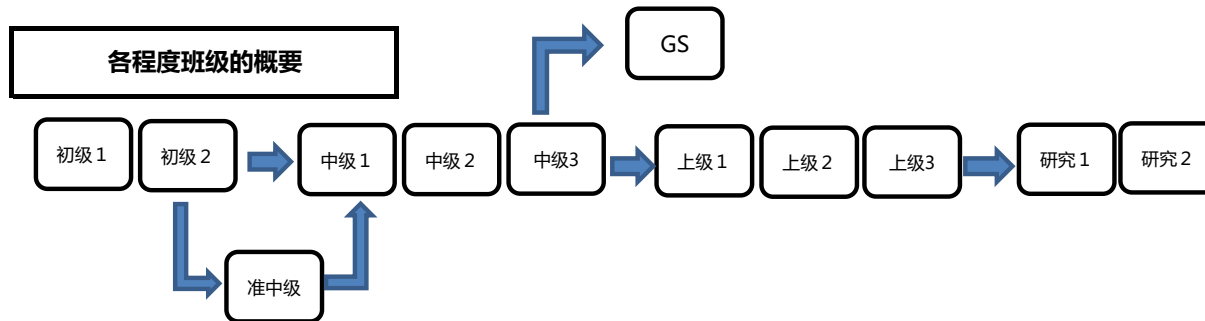 GS
各程度班级的概要
初级１
初级２
中级１
中级２
中级3
上级１
上级２
上级3
研究１
研究２
准中级